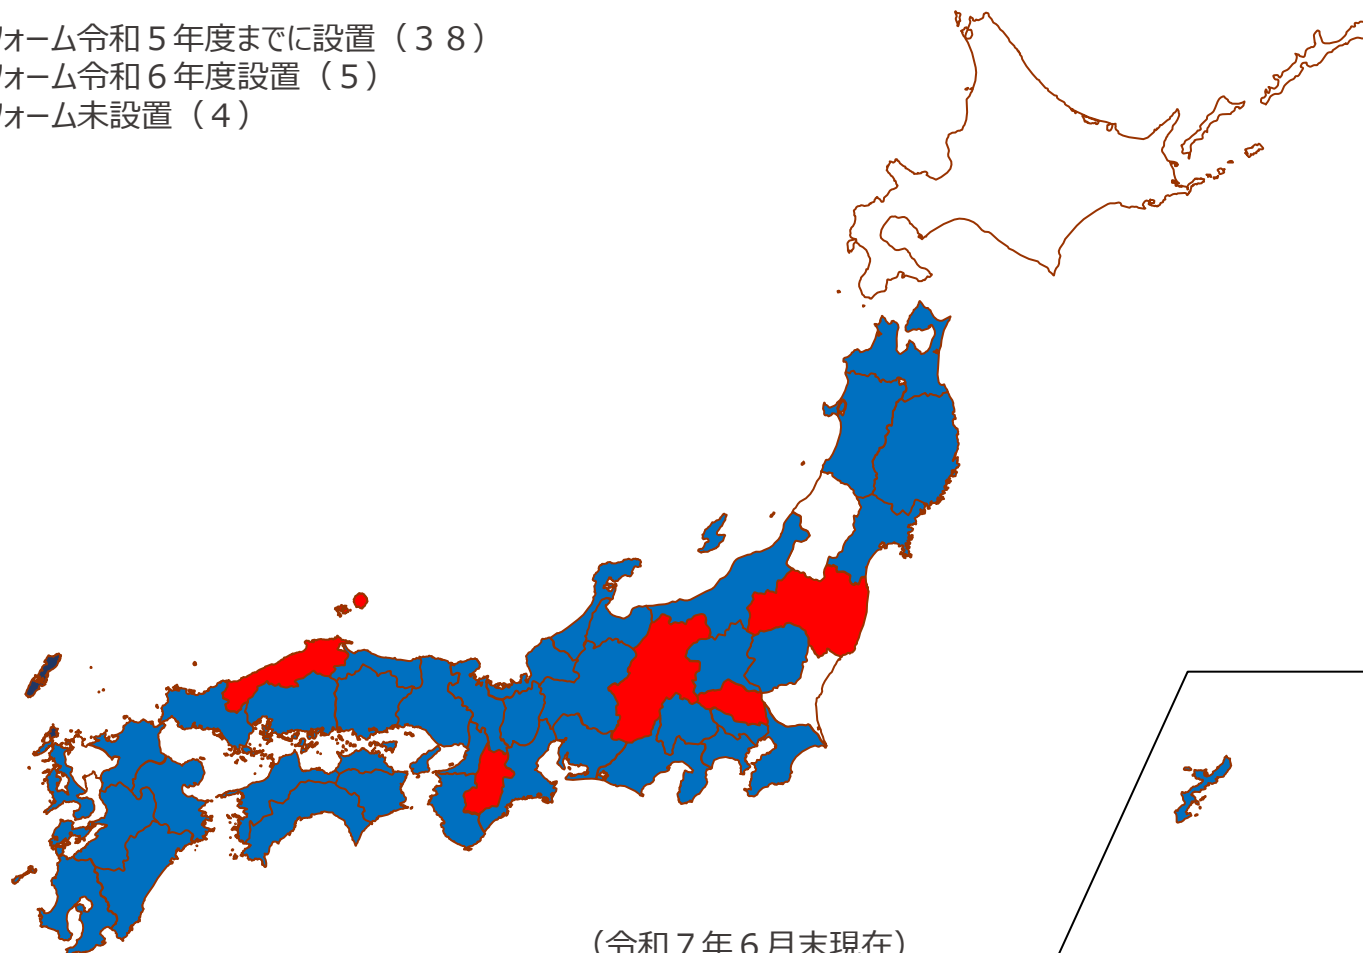 ォーム令和５年度までに設置（３８）
ォーム令和６年度設置（５）
ォーム未設置（４）
（令和７年６月末現在）